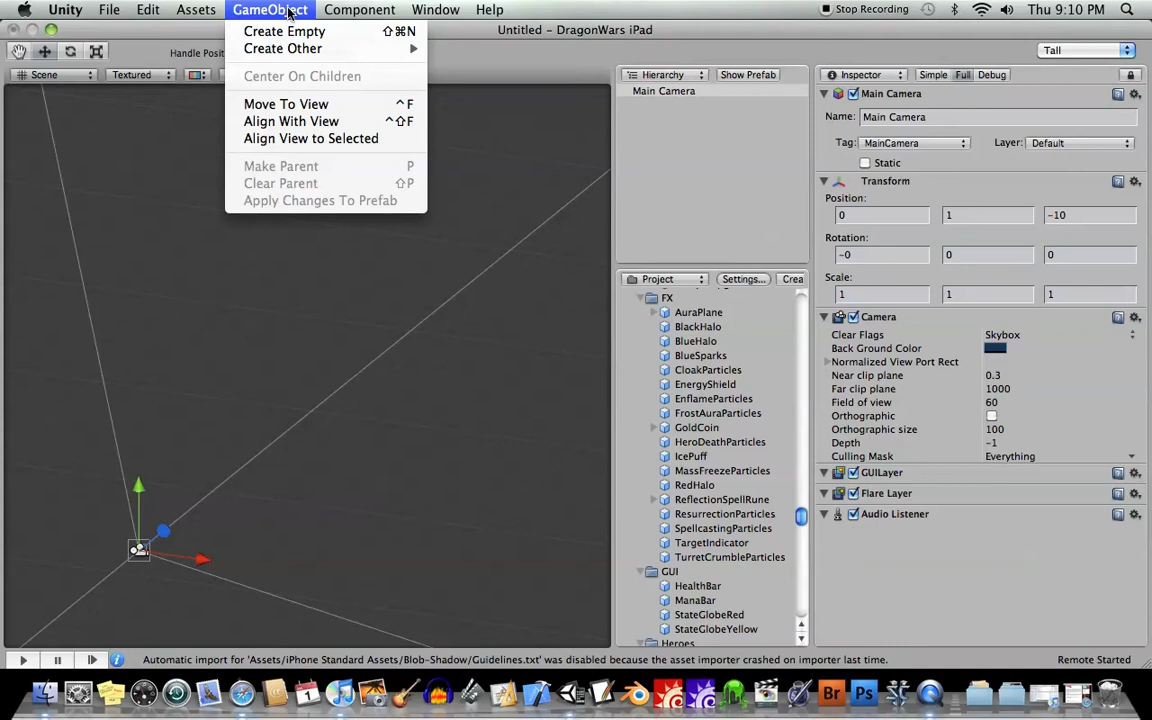 Unity File Edit Assets GameObject Component Window Help Stop Recording Thu 9:10 PM
Untitled - DragonWars iPad
Handle Posit
Tall
Scene Textured
Create Empty ⇧⌘N
Create Other
Center On Children
Move To View ^F
Align With View ^⇧F
Align View to Selected
Make Parent P
Clear Parent ⇧P
Apply Changes To Prefab
Hierarchy Show Prefab
Main Camera
Project Settings... Crea
FX
AuraPlane
BlackHalo
BlueHalo
BlueSparks
CloakParticles
EnergyShield
EnflameParticles
FrostAuraParticles
GoldCoin
HeroDeathParticles
IcePuff
MassFreezeParticles
RedHalo
ReflectionSpellRune
ResurrectionParticles
SpellcastingParticles
TargetIndicator
TurretCrumbleParticles
GUI
HealthBar
ManaBar
StateGlobeRed
StateGlobeYellow
Heroes
Inspector Simple Full Debug
Main Camera
Name: Main Camera
Tag: MainCamera Layer: Default
Static
Transform
Position:
0 1 -10
Rotation:
-0 0 0
Scale:
1 1 1
Camera
Clear Flags Skybox
Back Ground Color
Normalized View Port Rect
Near clip plane 0.3
Far clip plane 1000
Field of view 60
Orthographic
Orthographic size 100
Depth -1
Culling Mask Everything
GUILayer
Flare Layer
Audio Listener
Automatic import for 'Assets/iPhone Standard Assets/Blob-Shadow/Guidelines.txt' was disabled because the asset importer crashed on importer last time. Remote Started
1 Br Ps